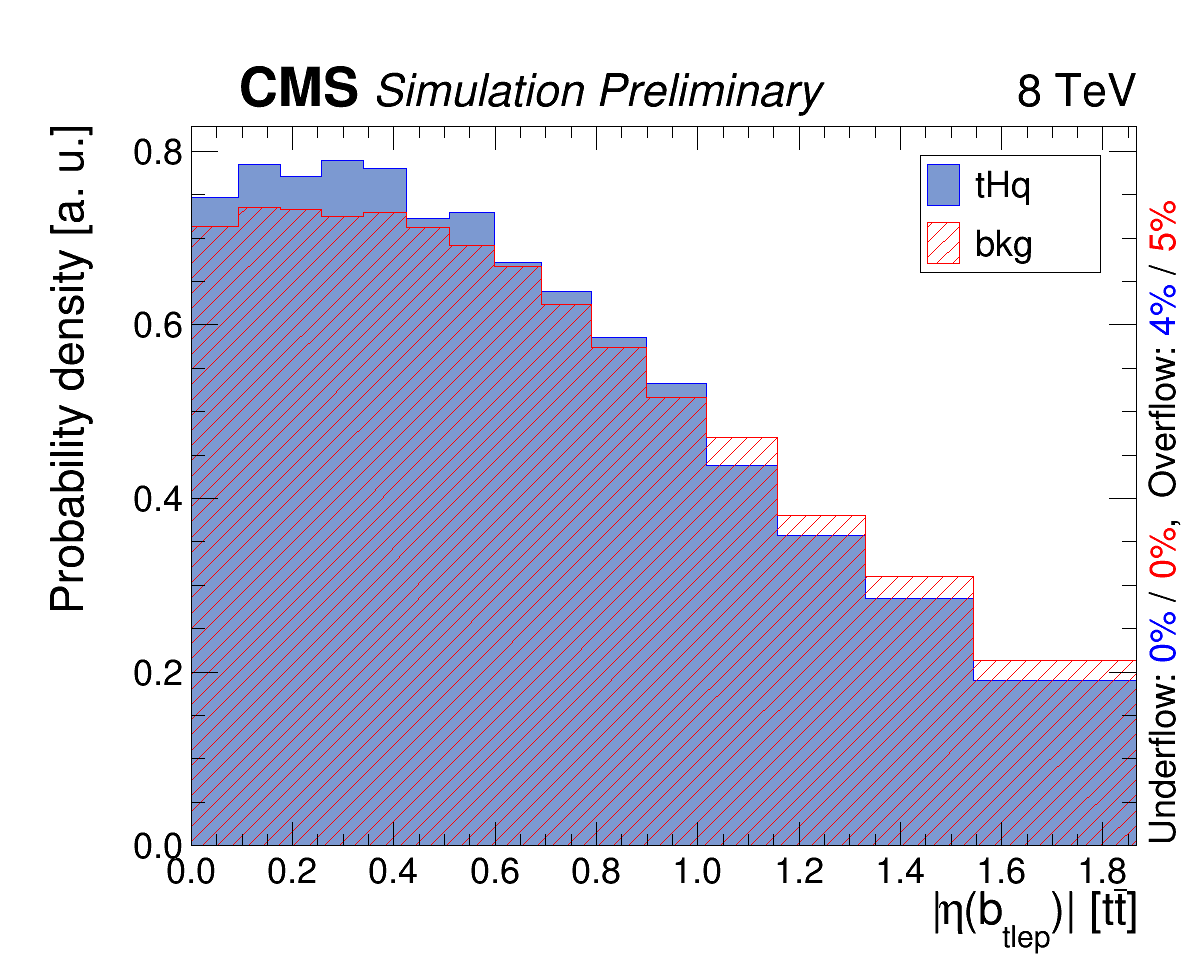 CMS Simulation Preliminary 8 TeV
Probability density [a. u.]
0.8
0.6
0.4
0.2
0.0
tHq
bkg
0.0 0.2 0.4 0.6 0.8 1.0 1.2 1.4 1.6 1.8
|η(b_tlep)| [tt̄]
Underflow: 0% / 0%, Overflow: 4% / 5%